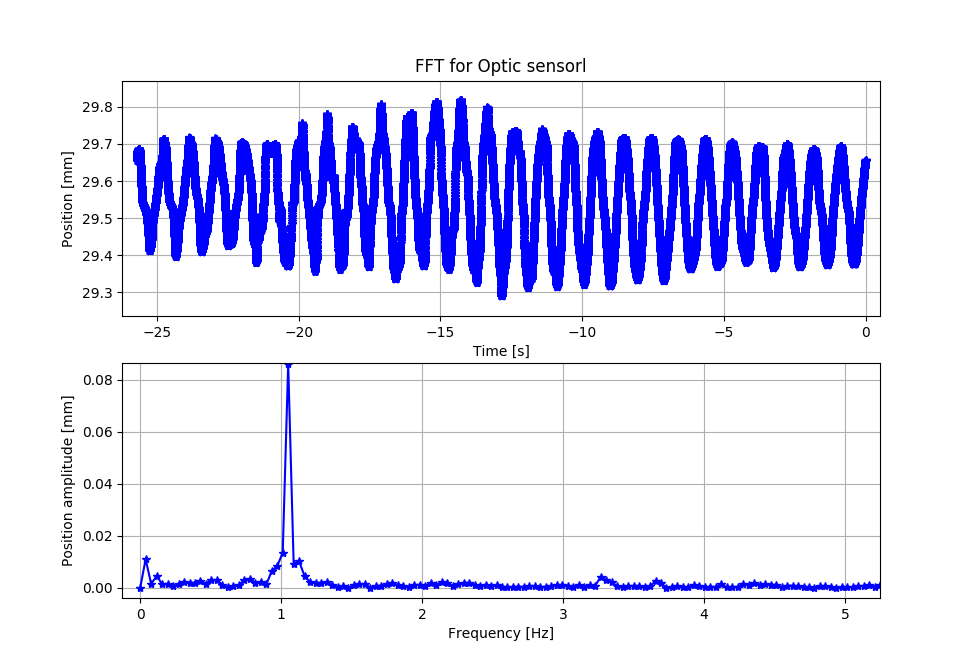 FFT for Optic sensorl
29.8
29.7
29.6
29.5
29.4
29.3
Position [mm]
−25 −20 −15 −10 −5 0
Time [s]
0.08
0.06
0.04
0.02
0.00
Position amplitude [mm]
0 1 2 3 4 5
Frequency [Hz]